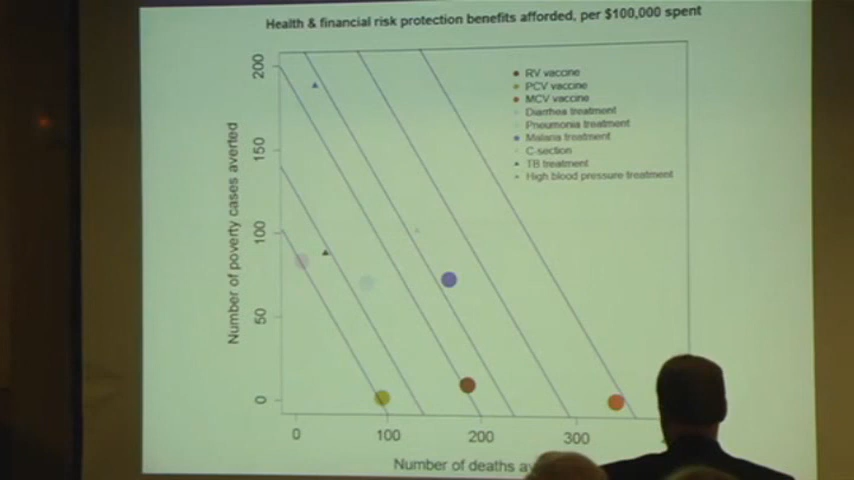 Health & financial risk protection benefits afforded, per $100,000 spent
RV vaccine
PCV vaccine
MCV vaccine
Diarrhea treatment
Pneumonia treatment
Malaria treatment
C-section
TB treatment
High blood pressure treatment
Number of poverty cases averted
200
150
100
50
0
0 100 200 300
Number of deaths